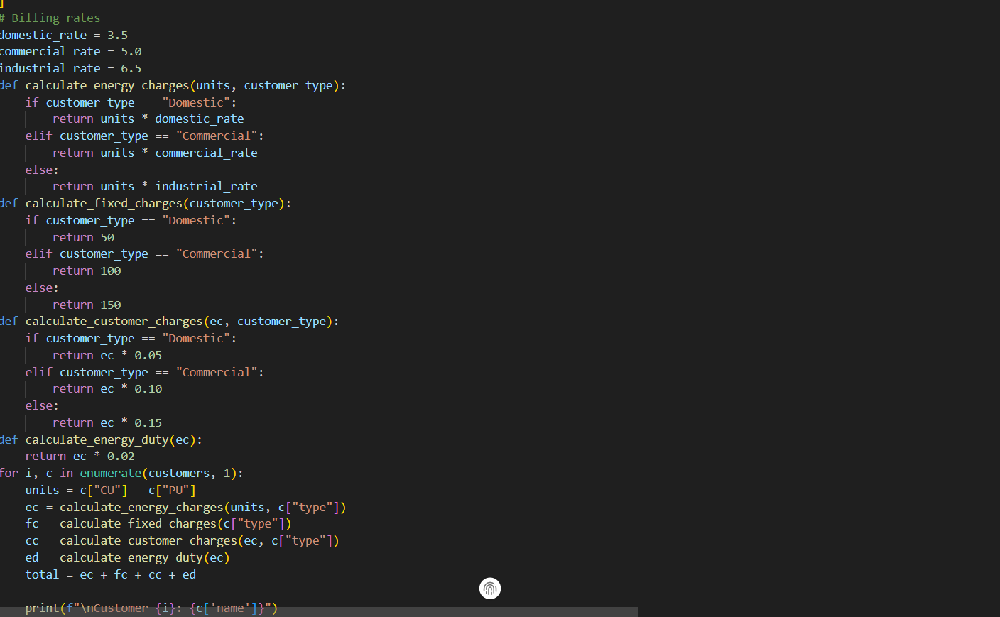 ]
# Billing rates
domestic_rate = 3.5
commercial_rate = 5.0
industrial_rate = 6.5
def calculate_energy_charges(units, customer_type):
    if customer_type == "Domestic":
        return units * domestic_rate
    elif customer_type == "Commercial":
        return units * commercial_rate
    else:
        return units * industrial_rate
def calculate_fixed_charges(customer_type):
    if customer_type == "Domestic":
        return 50
    elif customer_type == "Commercial":
        return 100
    else:
        return 150
def calculate_customer_charges(ec, customer_type):
    if customer_type == "Domestic":
        return ec * 0.05
    elif customer_type == "Commercial":
        return ec * 0.10
    else:
        return ec * 0.15
def calculate_energy_duty(ec):
    return ec * 0.02
for i, c in enumerate(customers, 1):
    units = c["CU"] - c["PU"]
    ec = calculate_energy_charges(units, c["type"])
    fc = calculate_fixed_charges(c["type"])
    cc = calculate_customer_charges(ec, c["type"])
    ed = calculate_energy_duty(ec)
    total = ec + fc + cc + ed
    print(f"\nCustomer {i}: {c['name']}")